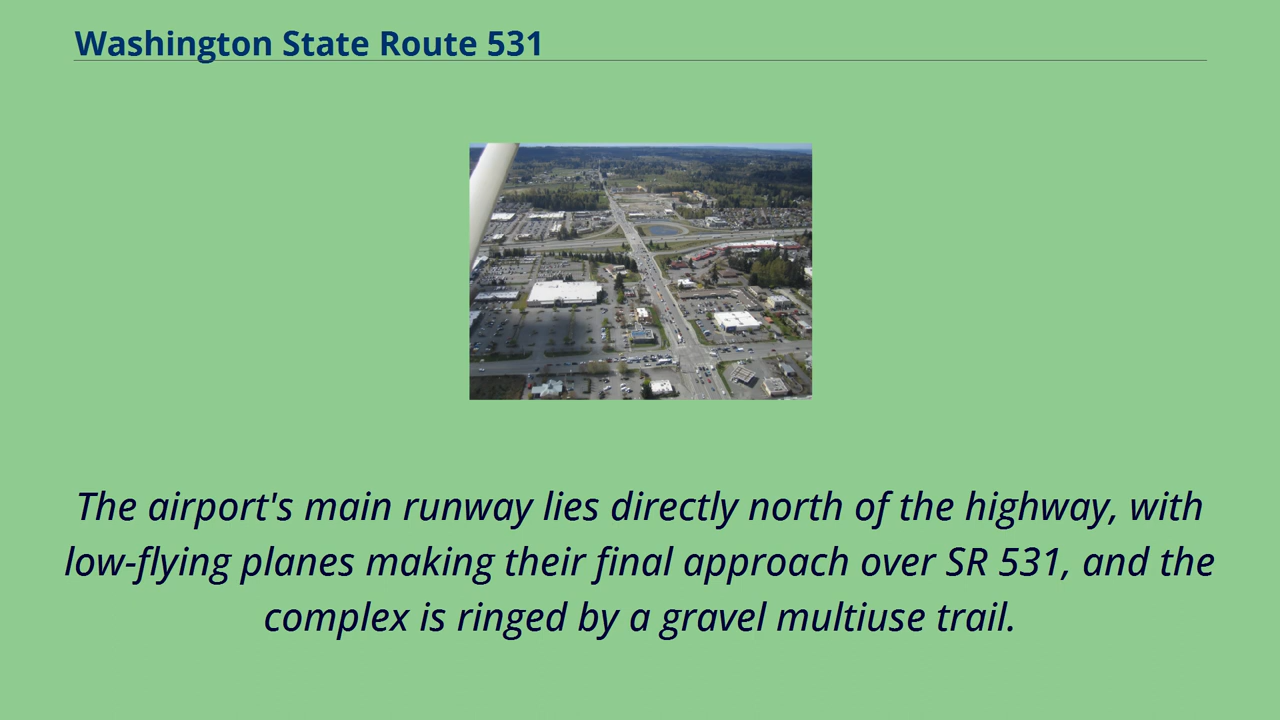 Washington State Route 531
The airport's main runway lies directly north of the highway, with
low-flying planes making their final approach over SR 531, and the
complex is ringed by a gravel multiuse trail.